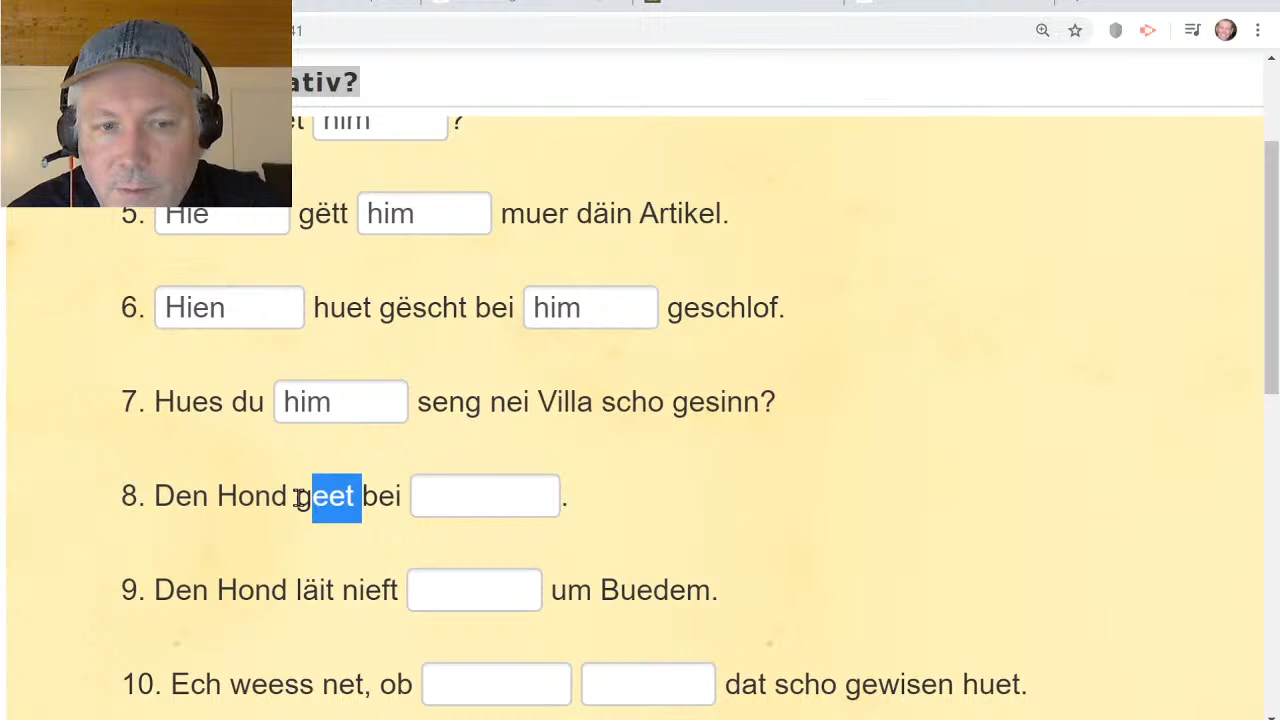 41
ativ?
et him ?
5. Hie gëtt him muer däin Artikel.
6. Hien huet gëscht bei him geschlof.
7. Hues du him seng nei Villa scho gesinn?
8. Den Hond geet bei .
9. Den Hond läit nieft um Buedem.
10. Ech weess net, ob dat scho gewisen huet.